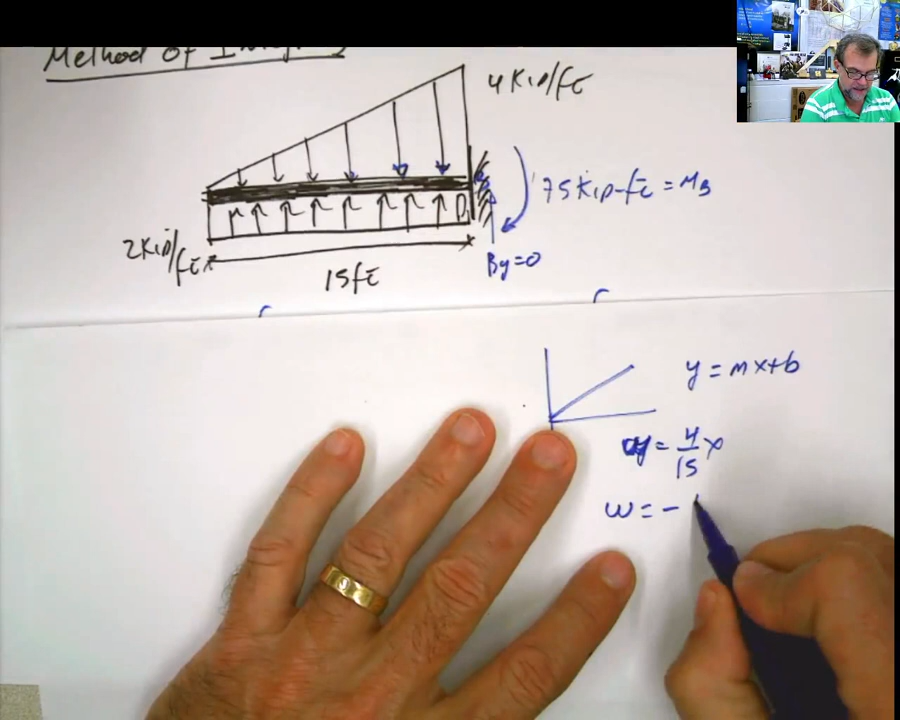 Method of
4 Kip/ft
75 Kip-ft = MB
2 Kip/ft
By=0
15 ft
y = mx+b
y = 4/15 x
w = -